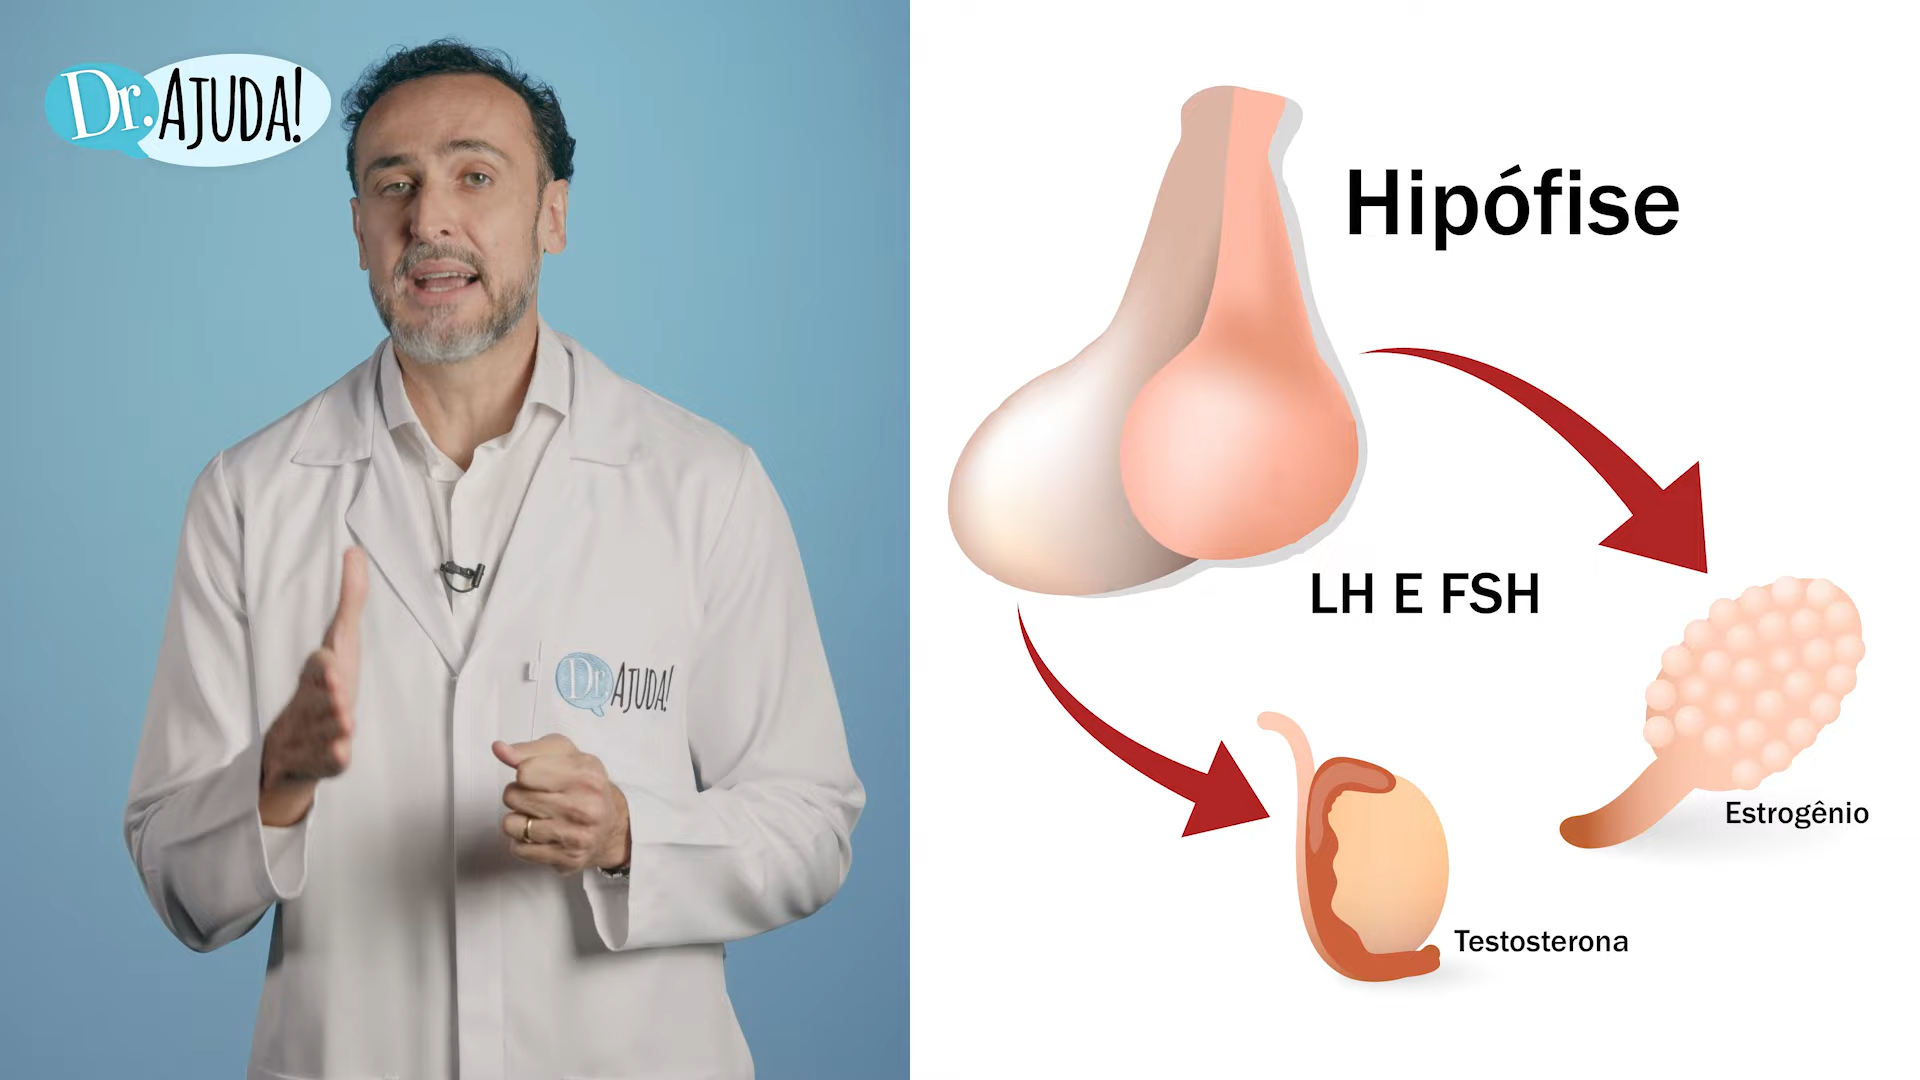 Dr. AJUDA!
Dr. AJUDA!
Hipófise
LH E FSH
Estrogênio
Testosterona